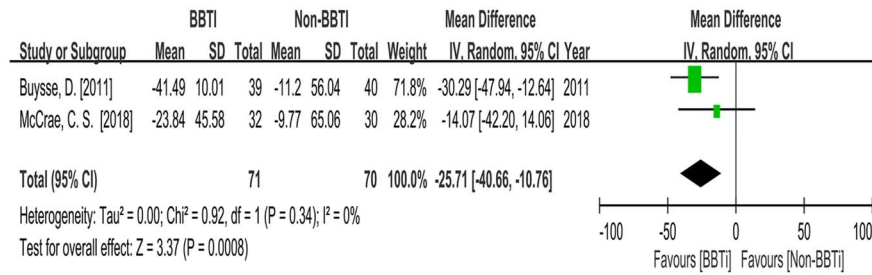 BBTI Non-BBTI Mean Difference Mean Difference
Study or Subgroup Mean SD Total Mean SD Total Weight IV, Random, 95% CI Year IV, Random, 95% CI
Buysse, D. [2011] -41.49 10.01 39 -11.2 56.04 40 71.8% -30.29 [-47.94, -12.64] 2011
McCrae, C. S. [2018] -23.84 45.58 32 -9.77 65.06 30 28.2% -14.07 [-42.20, 14.06] 2018
Total (95% CI) 71 70 100.0% -25.71 [-40.66, -10.76]
Heterogeneity: Tau² = 0.00; Chi² = 0.92, df = 1 (P = 0.34); I² = 0%
Test for overall effect: Z = 3.37 (P = 0.0008)
-100 -50 0 50 100
Favours [BBTi] Favours [Non-BBTi]